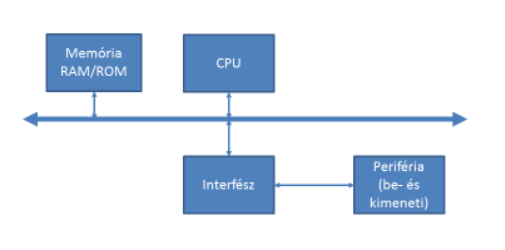 Memória
RAM/ROM
CPU
Interfész
Periféria
(be- és
kimeneti)